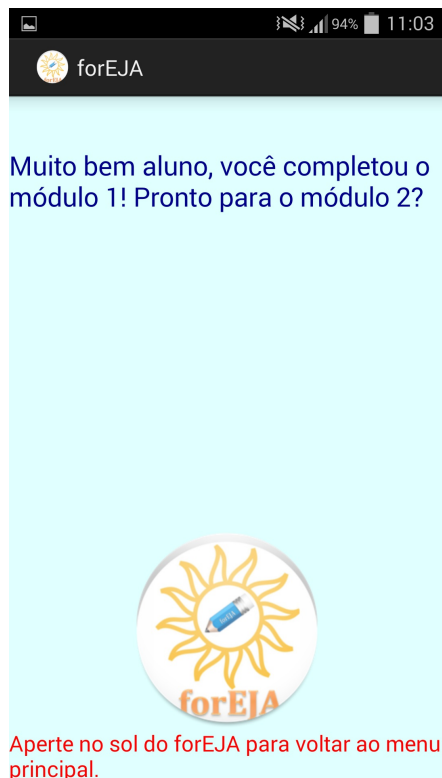 94% 11:03
forEJA
Muito bem aluno, você completou o
módulo 1! Pronto para o módulo 2?
forEJA
Aperte no sol do forEJA para voltar ao menu
principal.